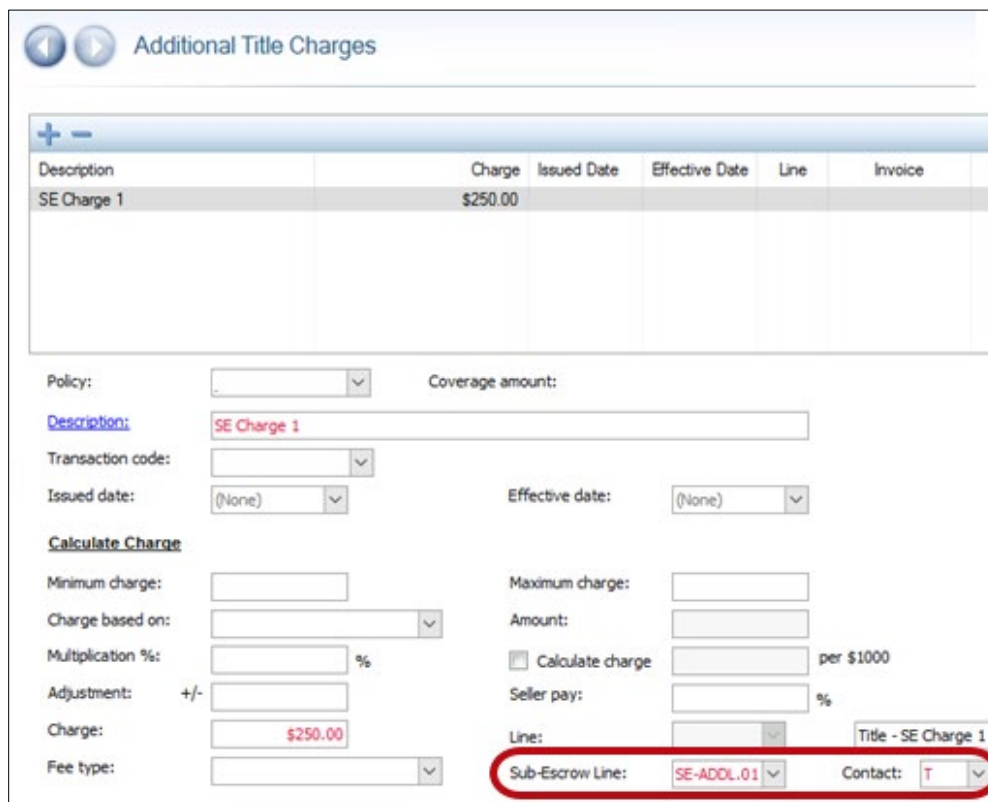 Additional Title Charges
Description Charge Issued Date Effective Date Line Invoice
SE Charge 1 $250.00
Policy: . Coverage amount:
Description: SE Charge 1
Transaction code:
Issued date: (None) Effective date: (None)
Calculate Charge
Minimum charge: Maximum charge:
Charge based on: Amount:
Multiplication %: % Calculate charge per $1000
Adjustment: +/- Seller pay: %
Charge: $250.00 Line: Title - SE Charge 1
Fee type: Sub-Escrow Line: SE-ADDL.01 Contact: T